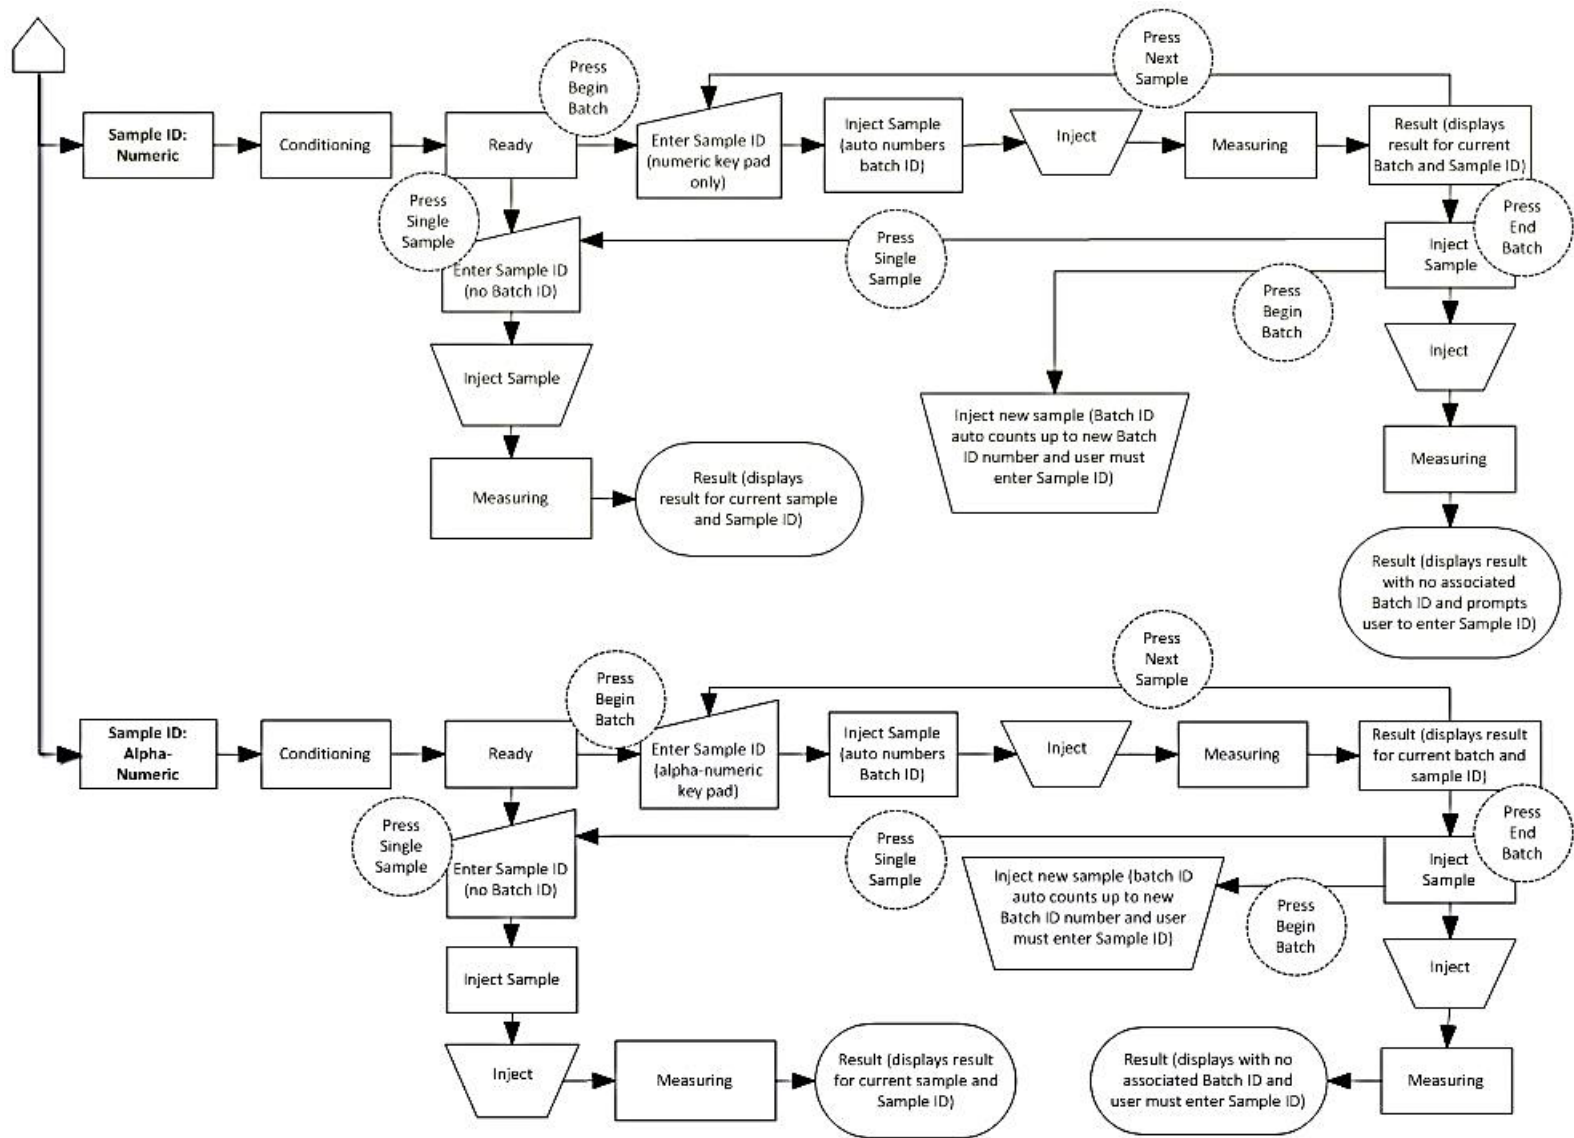 Press
Begin
Batch
Press
Next
Sample
Sample ID:
Numeric
Conditioning
Ready
Enter Sample ID
(numeric key pad
only)
Inject Sample
(auto numbers
batch ID)
Inject
Measuring
Result (displays
result for current
Batch and Sample ID)
Press
Single
Sample
Enter Sample ID
(no Batch ID)
Press
Single
Sample
Press
End
Batch
Inject
Sample
Press
Begin
Batch
Inject Sample
Inject
Inject new sample (Batch ID
auto counts up to new Batch
ID number and user must
enter Sample ID)
Measuring
Result (displays
result for current sample
and Sample ID)
Measuring
Result (displays result
with no associated
Batch ID and prompts
user to enter Sample ID)
Press
Begin
Batch
Press
Next
Sample
Sample ID:
Alpha-
Numeric
Conditioning
Ready
Enter Sample ID
(alpha-numeric
key pad)
Inject Sample
(auto numbers
Batch ID)
Inject
Measuring
Result (displays result
for current batch and
sample ID)
Press
Single
Sample
Enter Sample ID
(no Batch ID)
Press
Single
Sample
Press
End
Batch
Inject
Sample
Inject new sample (batch ID
auto counts up to new
Batch ID number and user
must enter Sample ID)
Press
Begin
Batch
Inject Sample
Inject
Inject
Measuring
Result (displays result
for current sample and
Sample ID)
Result (displays with no
associated Batch ID and
user must enter Sample ID)
Measuring